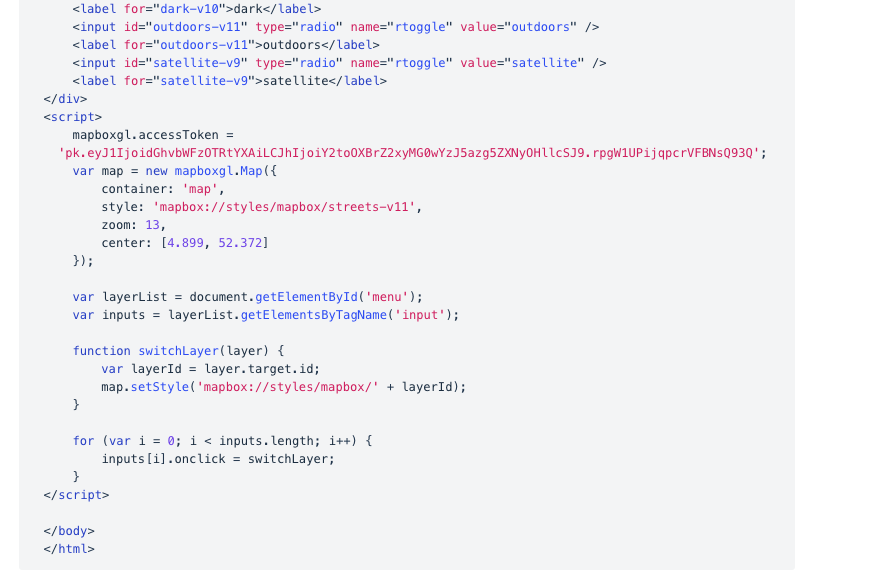 <label for="dark-v10">dark</label>
<input id="outdoors-v11" type="radio" name="rtoggle" value="outdoors" />
<label for="outdoors-v11">outdoors</label>
<input id="satellite-v9" type="radio" name="rtoggle" value="satellite" />
<label for="satellite-v9">satellite</label>
</div>
<script>
mapboxgl.accessToken =
'pk.eyJ1IjoidGhvbWFzOTRtYXAiLCJhIjoiY2toOXBrZ2xyMG0wYzJ5azg5ZXNyOHllcSJ9.rpgW1UPijqpcrVFBNsQ93Q';
var map = new mapboxgl.Map({
container: 'map',
style: 'mapbox://styles/mapbox/streets-v11',
zoom: 13,
center: [4.899, 52.372]
});
var layerList = document.getElementById('menu');
var inputs = layerList.getElementsByTagName('input');
function switchLayer(layer) {
var layerId = layer.target.id;
map.setStyle('mapbox://styles/mapbox/' + layerId);
}
for (var i = 0; i < inputs.length; i++) {
inputs[i].onclick = switchLayer;
}
</script>
</body>
</html>